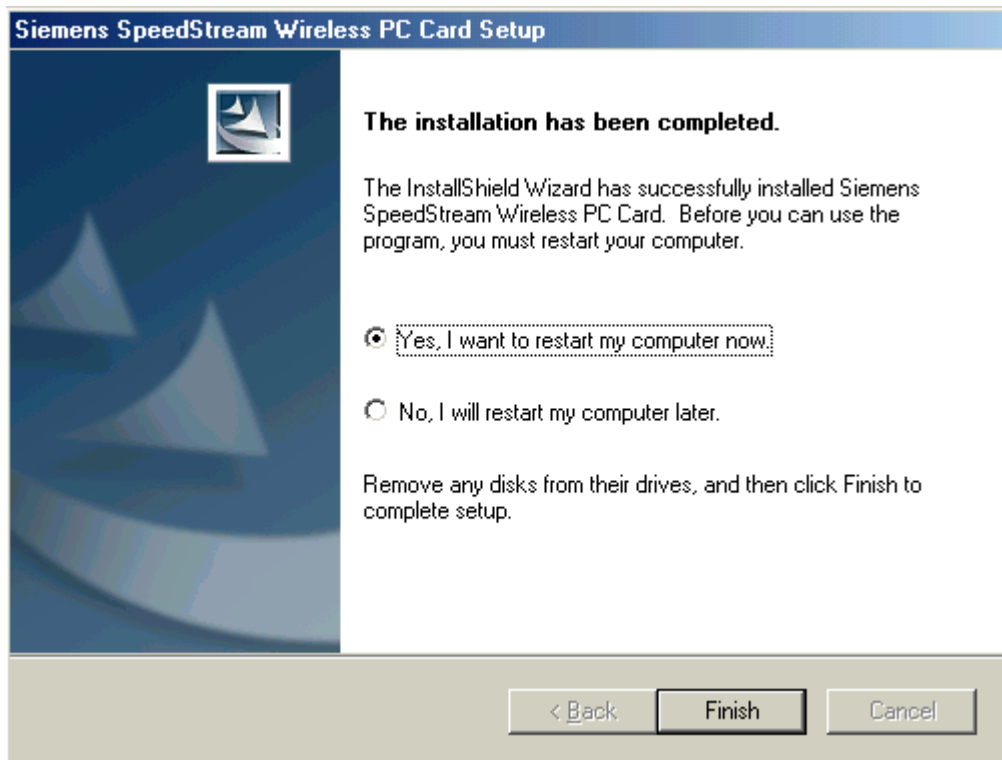 Siemens SpeedStream Wireless PC Card Setup
The installation has been completed.
The InstallShield Wizard has successfully installed Siemens
SpeedStream Wireless PC Card.  Before you can use the
program, you must restart your computer.
Yes, I want to restart my computer now.
No, I will restart my computer later.
Remove any disks from their drives, and then click Finish to
complete setup.
< Back Finish Cancel